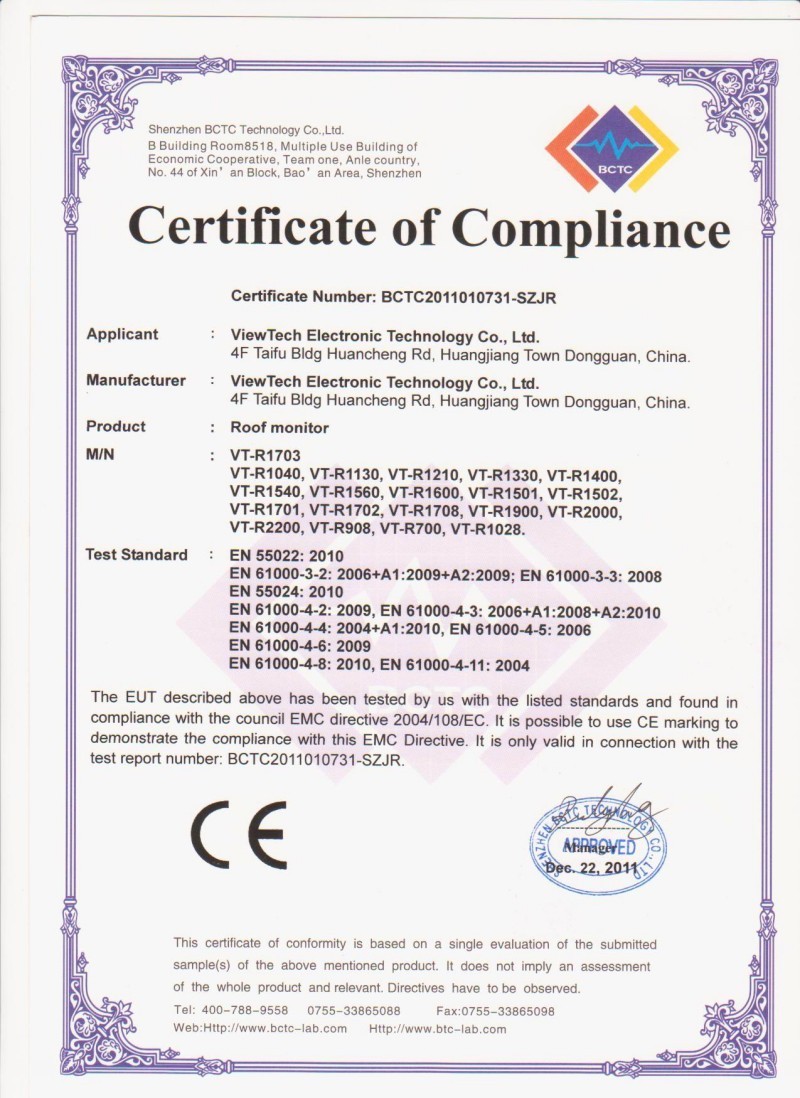 Shenzhen BCTC Technology Co.,Ltd.
B Building Room8518, Multiple Use Building of
Economic Cooperative, Team one, Anle country,
No. 44 of Xin' an Block, Bao' an Area, Shenzhen
BCTC
Certificate of Compliance
Certificate Number: BCTC2011010731-SZJR
Applicant : ViewTech Electronic Technology Co., Ltd.
4F Taifu Bldg Huancheng Rd, Huangjiang Town Dongguan, China.
Manufacturer : ViewTech Electronic Technology Co., Ltd.
4F Taifu Bldg Huancheng Rd, Huangjiang Town Dongguan, China.
Product : Roof monitor
M/N : VT-R1703
VT-R1040, VT-R1130, VT-R1210, VT-R1330, VT-R1400,
VT-R1540, VT-R1560, VT-R1600, VT-R1501, VT-R1502,
VT-R1701, VT-R1702, VT-R1708, VT-R1900, VT-R2000,
VT-R2200, VT-R908, VT-R700, VT-R1028.
Test Standard : EN 55022: 2010
EN 61000-3-2: 2006+A1:2009+A2:2009; EN 61000-3-3: 2008
EN 55024: 2010
EN 61000-4-2: 2009, EN 61000-4-3: 2006+A1:2008+A2:2010
EN 61000-4-4: 2004+A1:2010, EN 61000-4-5: 2006
EN 61000-4-6: 2009
EN 61000-4-8: 2010, EN 61000-4-11: 2004
BCTC
The EUT described above has been tested by us with the listed standards and found in
compliance with the council EMC directive 2004/108/EC. It is possible to use CE marking to
demonstrate the compliance with this EMC Directive. It is only valid in connection with the
test report number: BCTC2011010731-SZJR.
CE
SHENZHEN BCTC TECHNOLOGY CO.,LTD
APPROVED
Manager
Dec. 22, 2011
This certificate of conformity is based on a single evaluation of the submitted
sample(s) of the above mentioned product. It does not imply an assessment
of the whole product and relevant. Directives have to be observed.
Tel: 400-788-9558 0755-33865088 Fax:0755-33865098
Web:Http://www.bctc-lab.com Http://www.btc-lab.com